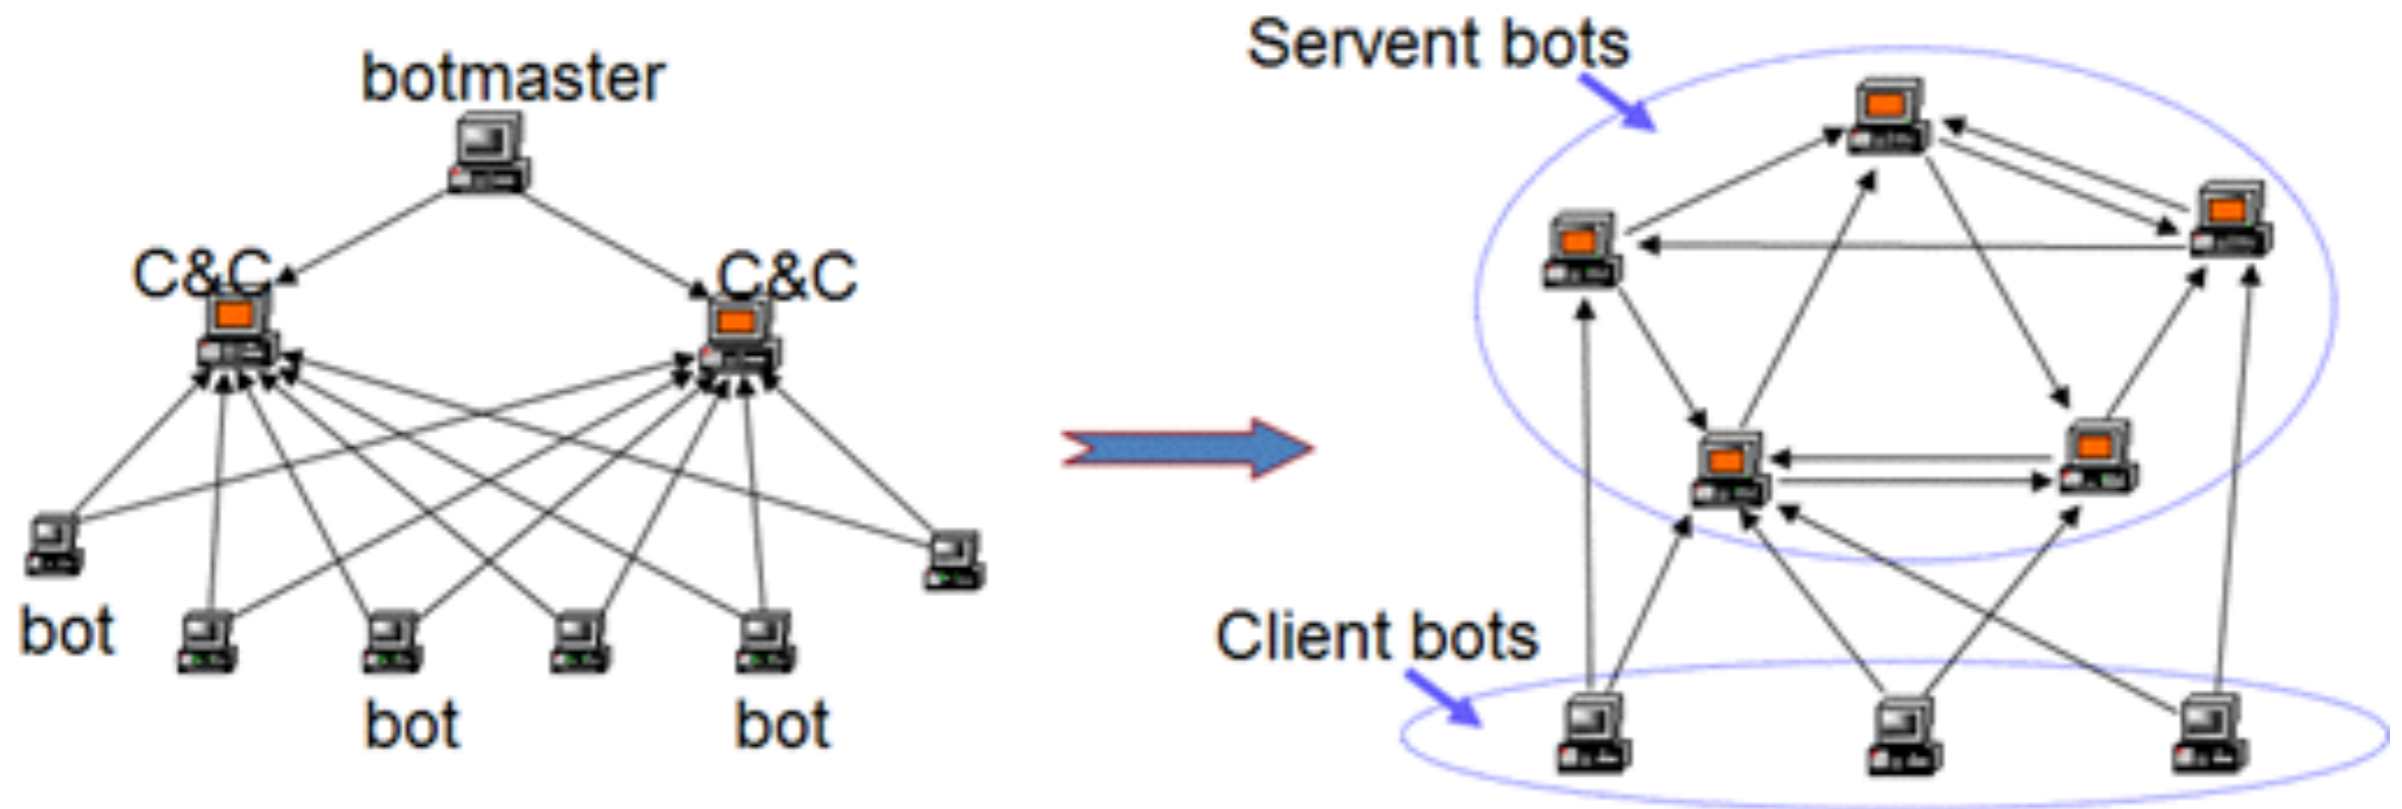 botmaster
C&C
C&C
bot
bot
bot
Servent bots
Client bots